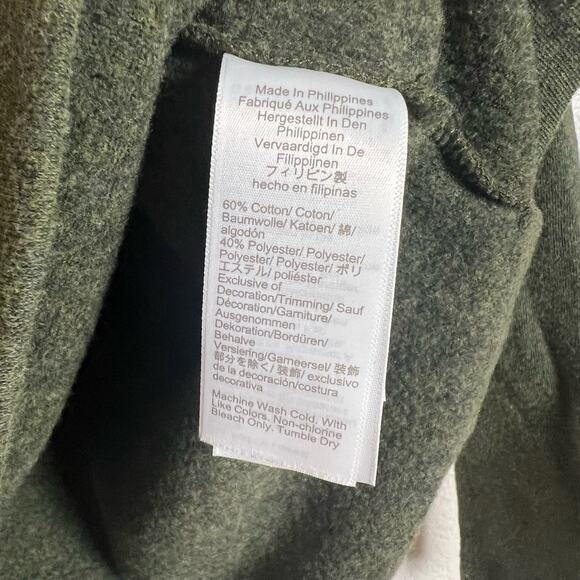 Made In Philippines
Fabriqué Aux Philippines
Hergestellt In Den
Philippinen
Vervaardigd In De
Filippijnen
フィリピン製
hecho en filipinas
60% Cotton/ Coton/
Baumwolle/ Katoen/ 綿/
algodón
40% Polyester/ Polyester/
Polyester/ Polyester/ ポリ
エステル/ poliéster
Exclusive of
Decoration/Trimming/ Sauf
Décoration/Garniture/
Ausgenommen
Dekoration/Bordüren/
Behalve
Versiering/Gameersel/ 装飾
部分を除く/ 装飾/ exclusivo
de la decoración/costura
decorativa
Machine Wash Cold. With
Like Colors. Non-chlorine
Bleach Only. Tumble Dry